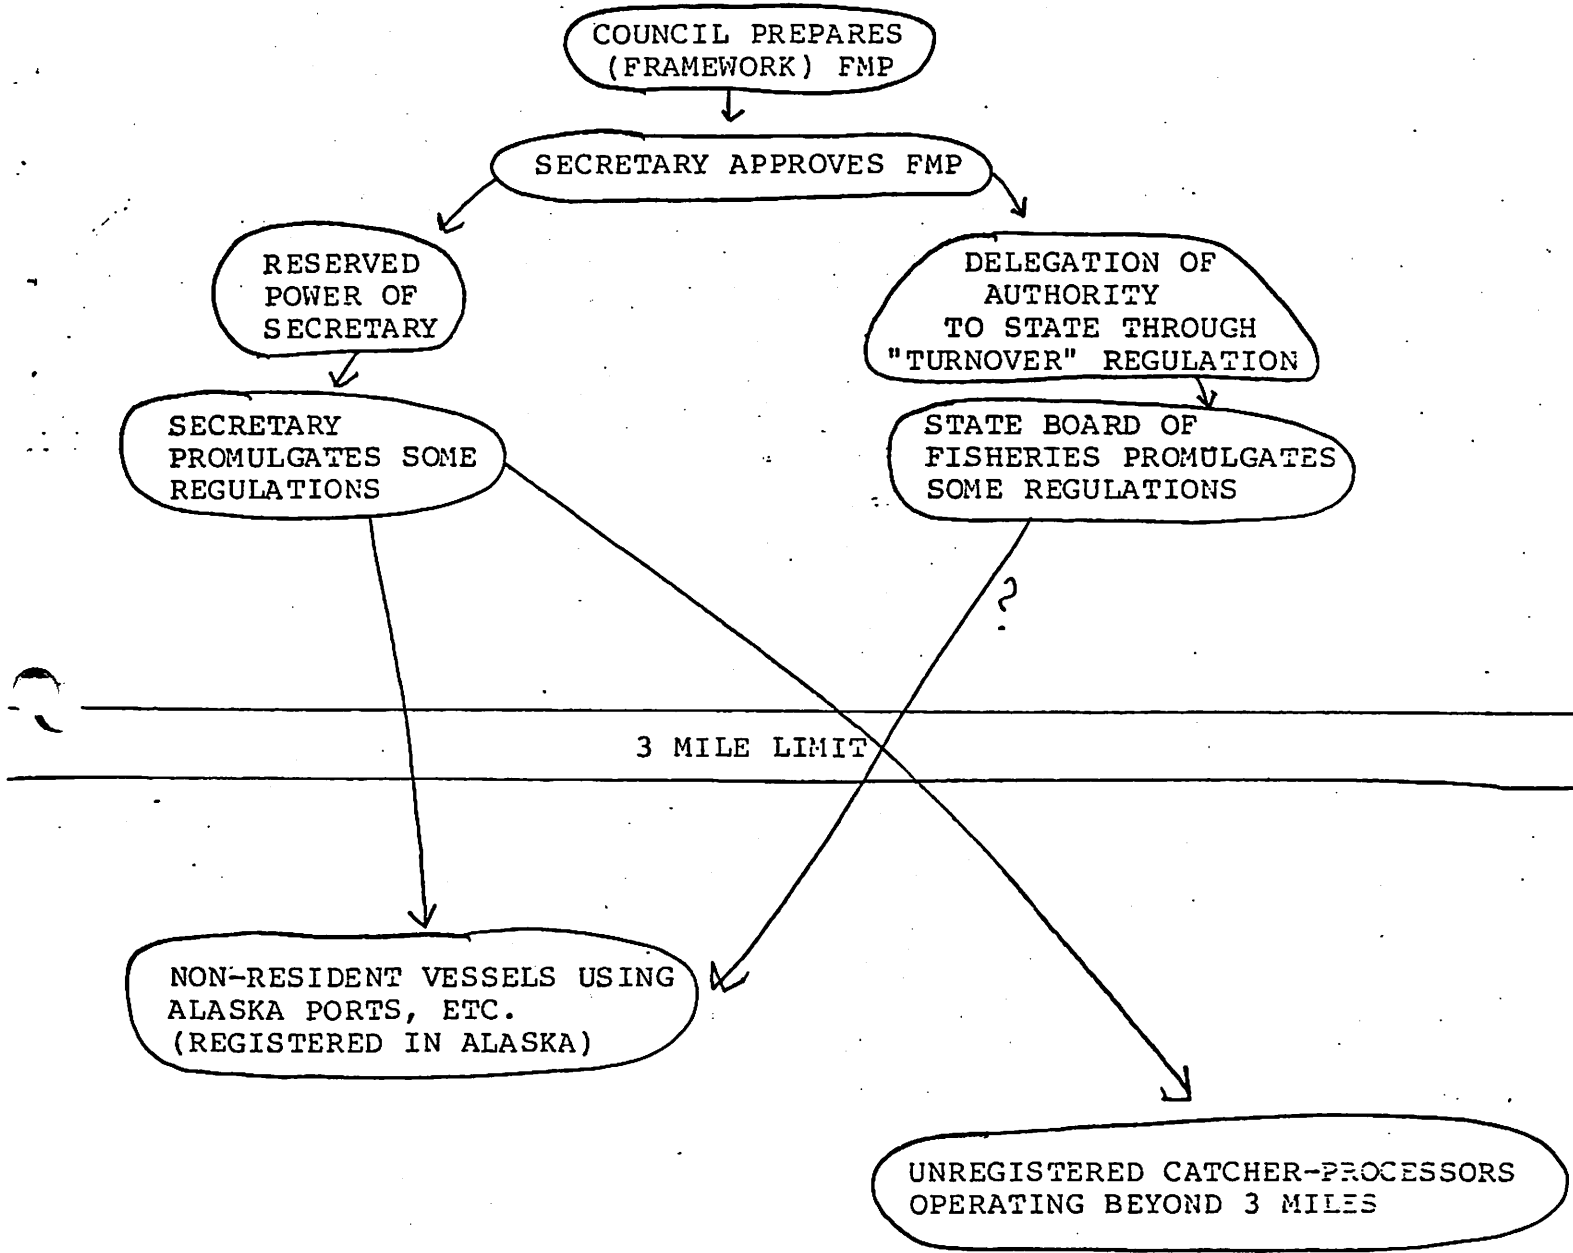 COUNCIL PREPARES
(FRAMEWORK) FMP
SECRETARY APPROVES FMP
RESERVED
POWER OF
SECRETARY
DELEGATION OF
AUTHORITY
TO STATE THROUGH
"TURNOVER" REGULATION
SECRETARY
PROMULGATES SOME
REGULATIONS
STATE BOARD OF
FISHERIES PROMULGATES
SOME REGULATIONS
?
3 MILE LIMIT
NON-RESIDENT VESSELS USING
ALASKA PORTS, ETC.
(REGISTERED IN ALASKA)
UNREGISTERED CATCHER-PROCESSORS
OPERATING BEYOND 3 MILES